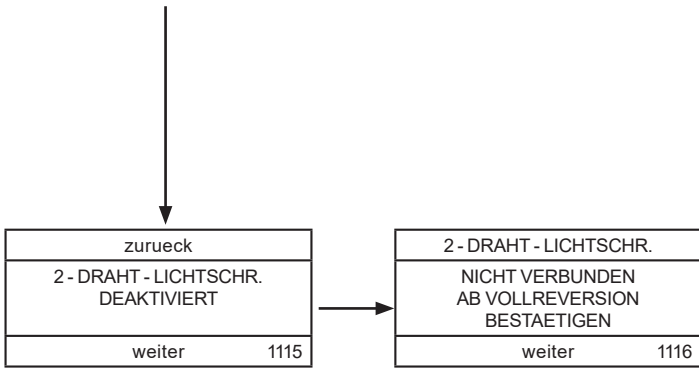 zurueck
2 - DRAHT - LICHTSCHR.
DEAKTIVIERT
weiter 1115
2 - DRAHT - LICHTSCHR.
NICHT VERBUNDEN
AB VOLLREVERSION
BESTAETIGEN
weiter 1116